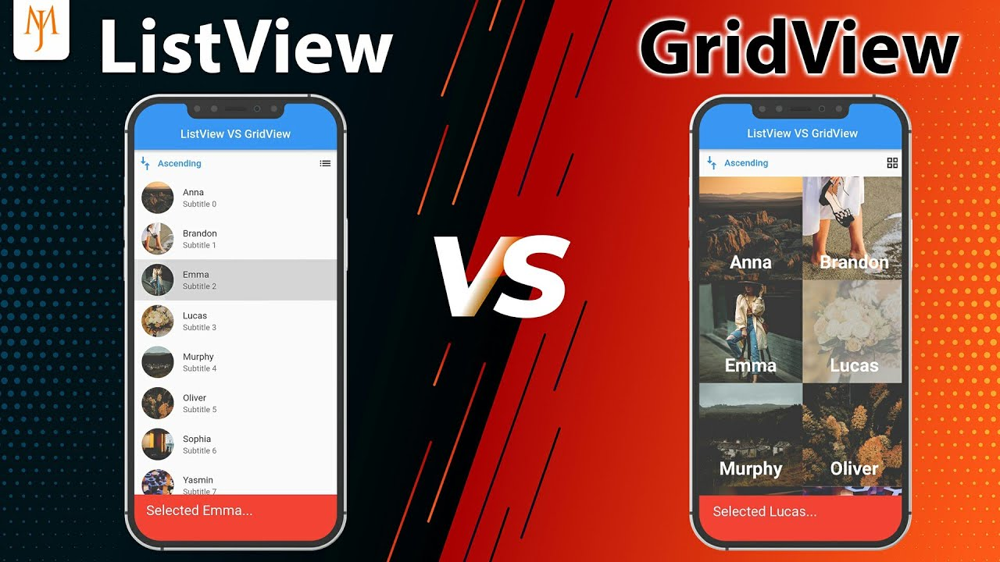 JM
ListView
GridView
VS
ListView VS GridView
Ascending
Anna
Subtitle 0
Brandon
Subtitle 1
Emma
Subtitle 2
Lucas
Subtitle 3
Murphy
Subtitle 4
Oliver
Subtitle 5
Sophia
Subtitle 6
Yasmin
Subtitle 7
Selected Emma...
ListView VS GridView
Ascending
Anna
Brandon
Emma
Lucas
Murphy
Oliver
Selected Lucas...